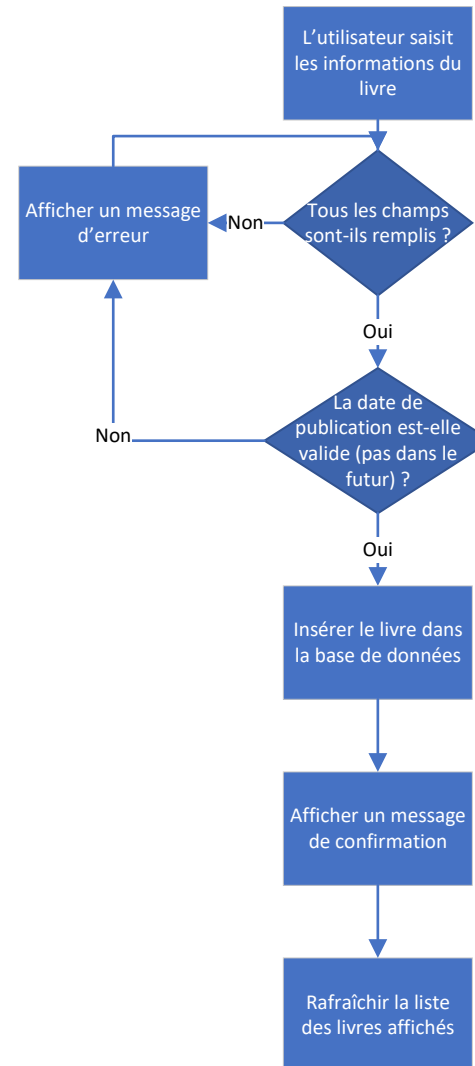 L’utilisateur saisit
les informations du
livre
Afficher un message
d’erreur
Non
Tous les champs
sont-ils remplis ?
Oui
La date de
publication est-elle
valide (pas dans le
futur) ?
Non
Oui
Insérer le livre dans
la base de données
Afficher un message
de confirmation
Rafraîchir la liste
des livres affichés